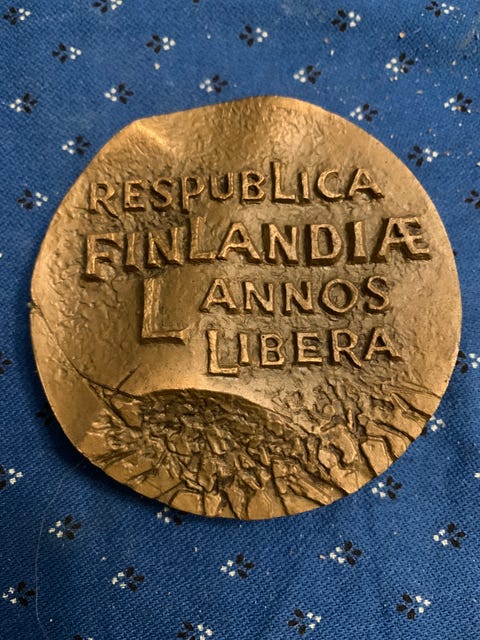 RESPUBLICA
FINLANDIÆ
L ANNOS
LIBERA